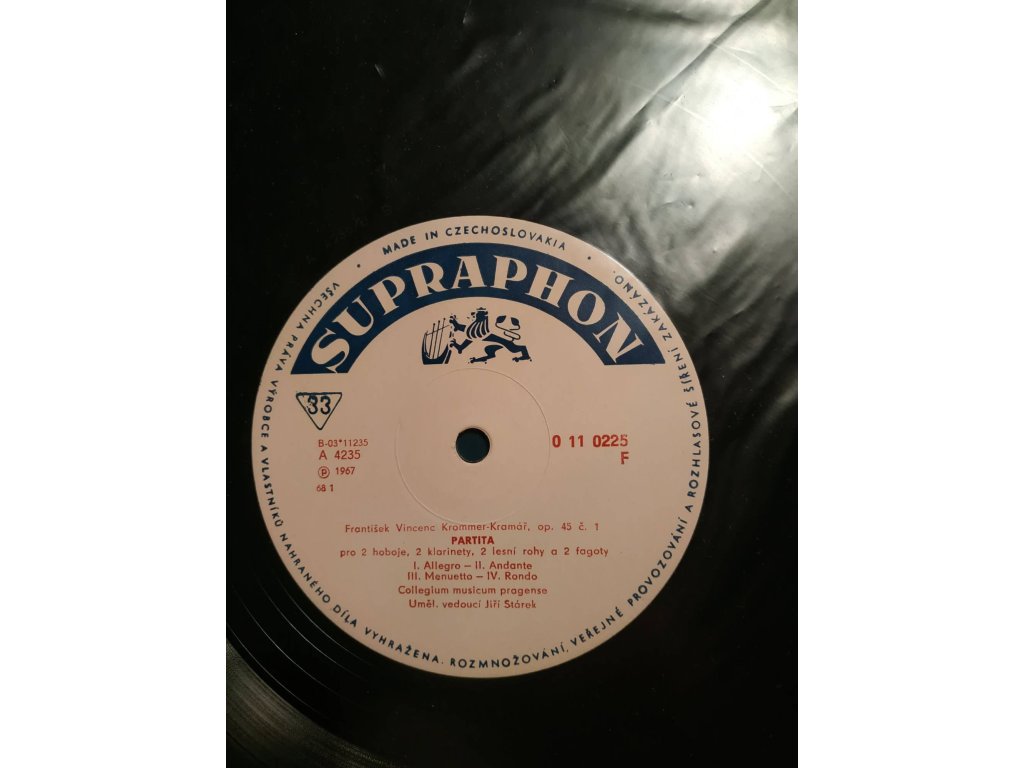 MADE IN CZECHOSLOVAKIA
SUPRAPHON
33
B-03*11235
A 4235
Ⓟ 1967
68 1
0 11 0225
F
František Vincenc Krommer-Kramář, op. 45 č. 1
PARTITA
pro 2 hoboje, 2 klarinety, 2 lesní rohy a 2 fagoty
I. Allegro – II. Andante
III. Menuetto – IV. Rondo
Collegium musicum pragense
Uměl. vedoucí Jiří Stárek
VŠECHNA PRÁVA VÝROBCE A VLASTNÍKŮ NAHRANÉHO DÍLA VYHRAŽENA. ROZMNOŽOVÁNÍ, VEŘEJNÉ PROVOZOVÁNÍ A ROZHLASOVÉ ŠÍŘENÍ ZAKÁZÁNO.